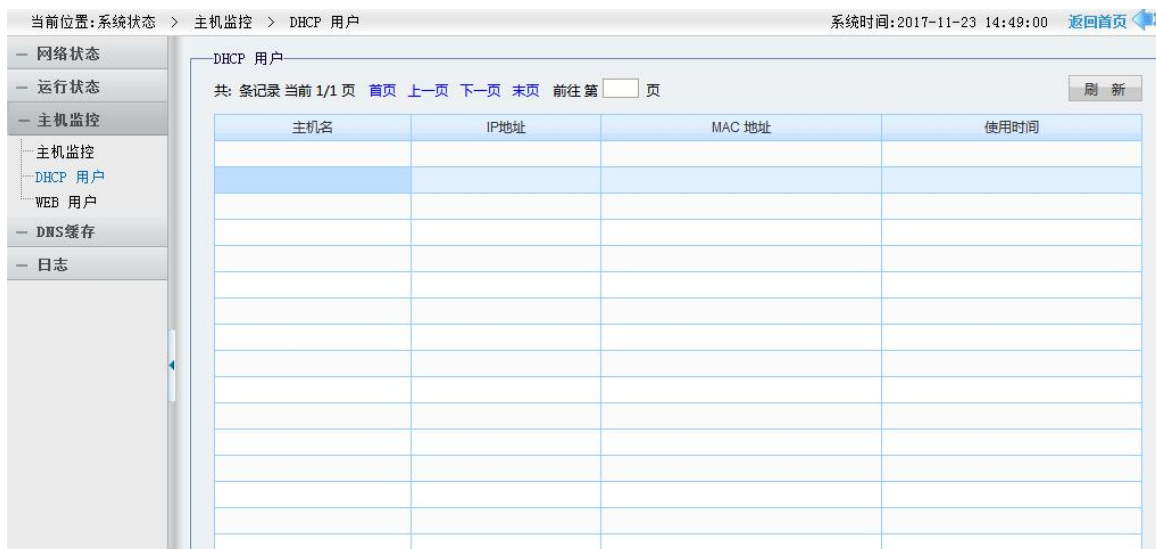 当前位置:系统状态 > 主机监控 > DHCP 用户 系统时间:2017-11-23 14:49:00 返回首页
网络状态
运行状态
主机监控
主机监控
DHCP 用户
WEB 用户
DNS缓存
日志
DHCP 用户
共: 条记录 当前 1/1 页 首页 上一页 下一页 末页 前往 第 页 刷 新
主机名 IP地址 MAC 地址 使用时间